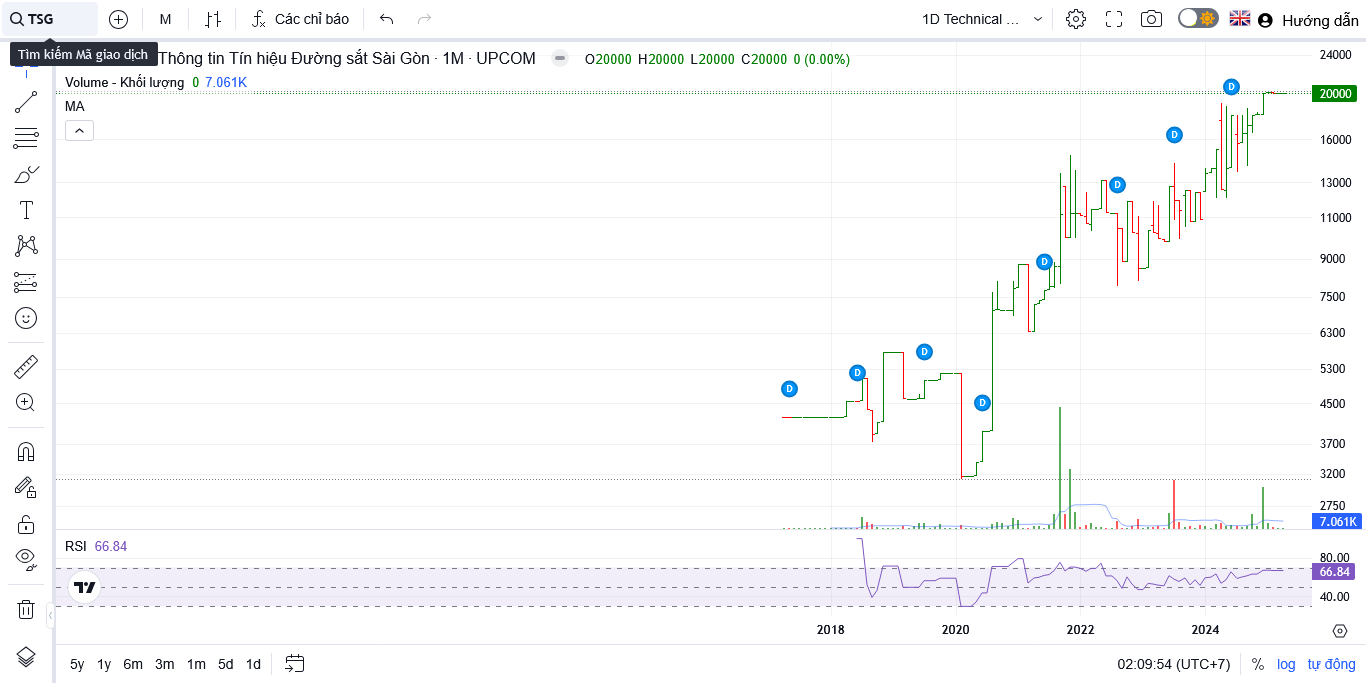 TSG
M
Các chỉ báo
1D Technical ...
Hướng dẫn
Tìm kiếm Mã giao dịch
Thông tin Tín hiệu Đường sắt Sài Gòn · 1M · UPCOM
O20000 H20000 L20000 C20000 0 (0.00%)
Volume - Khối lượng 0 7.061K
MA
24000
20000
16000
13000
11000
9000
7500
6300
5300
4500
3700
3200
2750
7.061K
D
D
D
D
D
D
D
D
RSI 66.84
80.00
66.84
40.00
2018
2020
2022
2024
5y 1y 6m 3m 1m 5d 1d
02:09:54 (UTC+7)
% log tự động